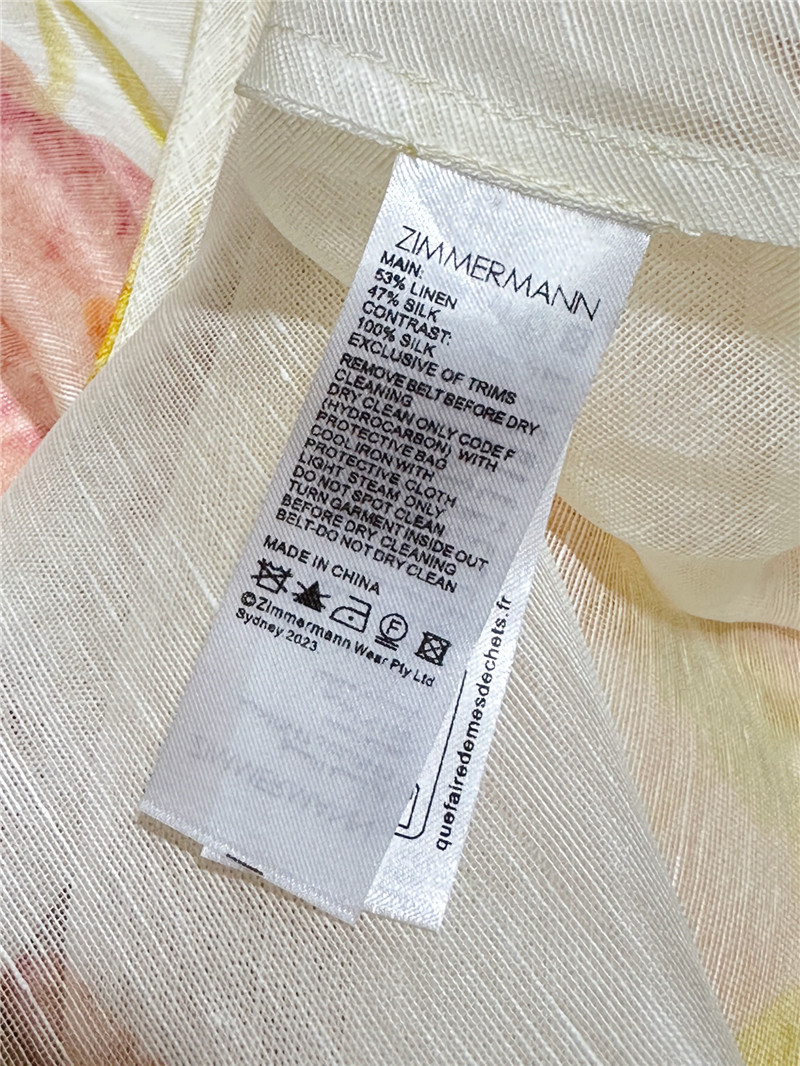 ZIMMERMANN
MAIN:
53% LINEN
47% SILK
CONTRAST:
100% SILK
EXCLUSIVE OF TRIMS
REMOVE BELT BEFORE DRY
CLEANING
DRY CLEAN ONLY CODE F
(HYDROCARBON) WITH
PROTECTIVE BAG
COOL IRON WITH
PROTECTIVE CLOTH
LIGHT STEAM ONLY
DO NOT SPOT CLEAN
TURN GARMENT INSIDE OUT
BEFORE DRY CLEANING
BELT-DO NOT DRY CLEAN
MADE IN CHINA
F
©Zimmermann Wear Pty Ltd
Sydney 2023
quefairedemesdechets.fr